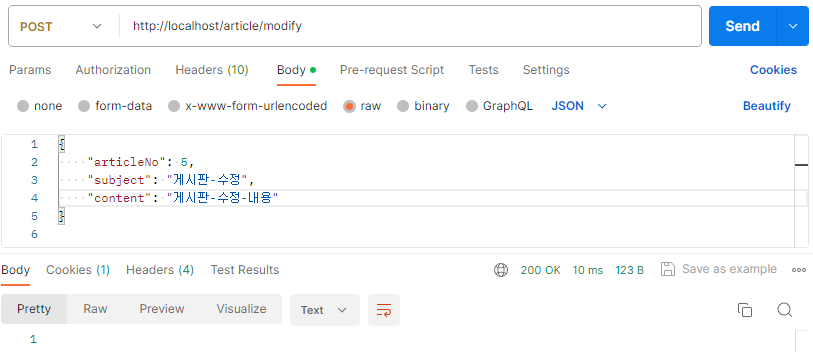 POST http://localhost/article/modify Send
Params Authorization Headers (10) Body Pre-request Script Tests Settings Cookies
none form-data x-www-form-urlencoded raw binary GraphQL JSON Beautify
1 {
2 "articleNo": 5,
3 "subject": "게시판-수정",
4 "content": "게시판-수정-내용"
5 }
6
Body Cookies (1) Headers (4) Test Results 200 OK 10 ms 123 B Save as example
Pretty Raw Preview Visualize Text
1